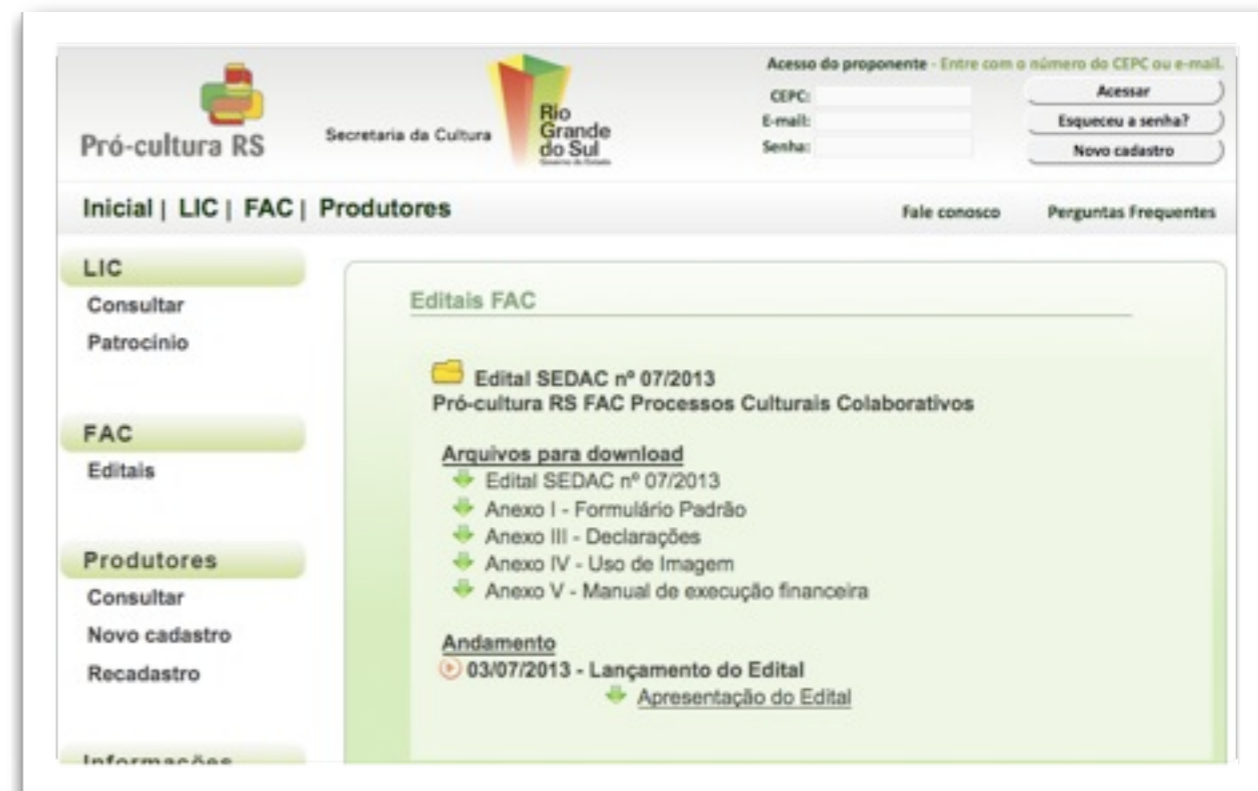 Pró-cultura RS
Secretaria da Cultura
Rio
Grande
do Sul
Governo do Estado
Acesso do proponente - Entre com o número do CEPC ou e-mail.
CEPC:
Acessar
E-mail:
Esqueceu a senha?
Senha:
Novo cadastro
Inicial | LIC | FAC | Produtores
Fale conosco
Perguntas Frequentes
LIC
Consultar
Patrocínio
FAC
Editais
Produtores
Consultar
Novo cadastro
Recadastro
Informações
Editais FAC
Edital SEDAC nº 07/2013
Pró-cultura RS FAC Processos Culturais Colaborativos
Arquivos para download
Edital SEDAC nº 07/2013
Anexo I - Formulário Padrão
Anexo III - Declarações
Anexo IV - Uso de Imagem
Anexo V - Manual de execução financeira
Andamento
03/07/2013 - Lançamento do Edital
Apresentação do Edital